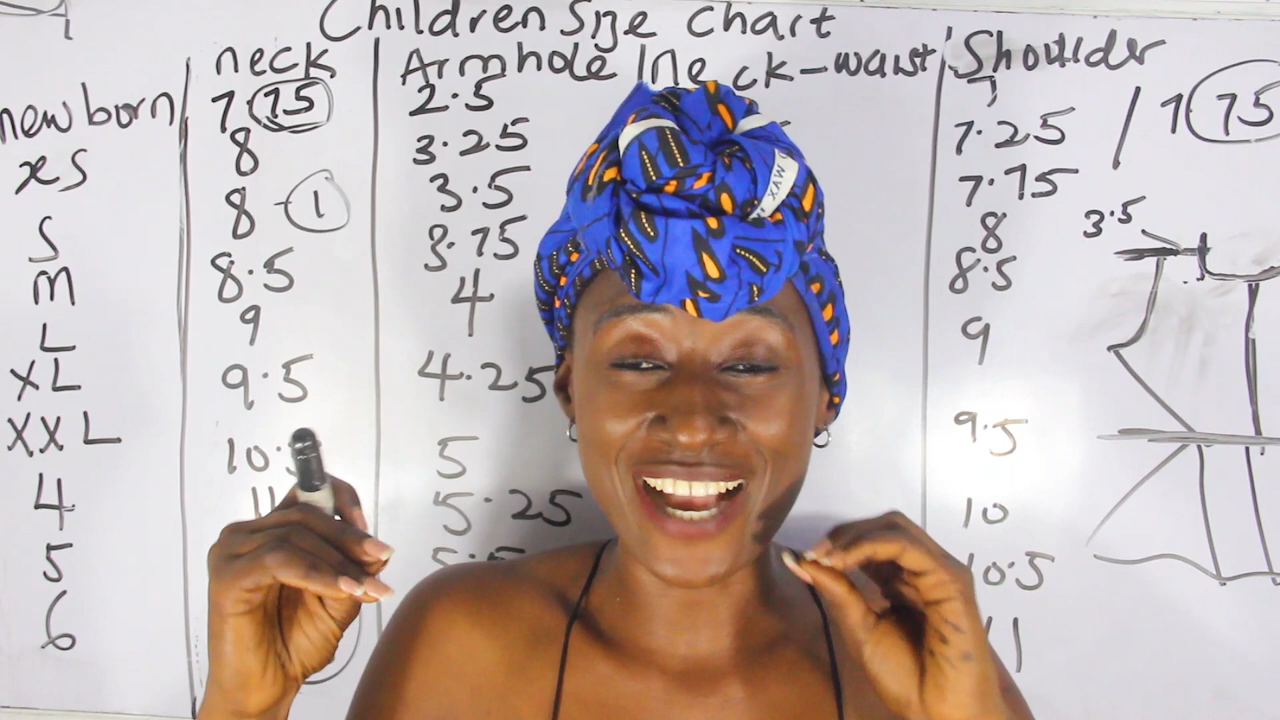 Children Size Chart
neck Armhole Neck-waist Shoulder
newborn 7.75 2.5 7 / 1 75
xs 8 3.25 7.25
S 8 - 1 3.5 7.75 3.5
M 8.5 3.75 8
L 9 4 8.5
XL 9.5 4.25 9
XXL 5 9.5
4 5.25 10
5 10.5
6 11
WAX